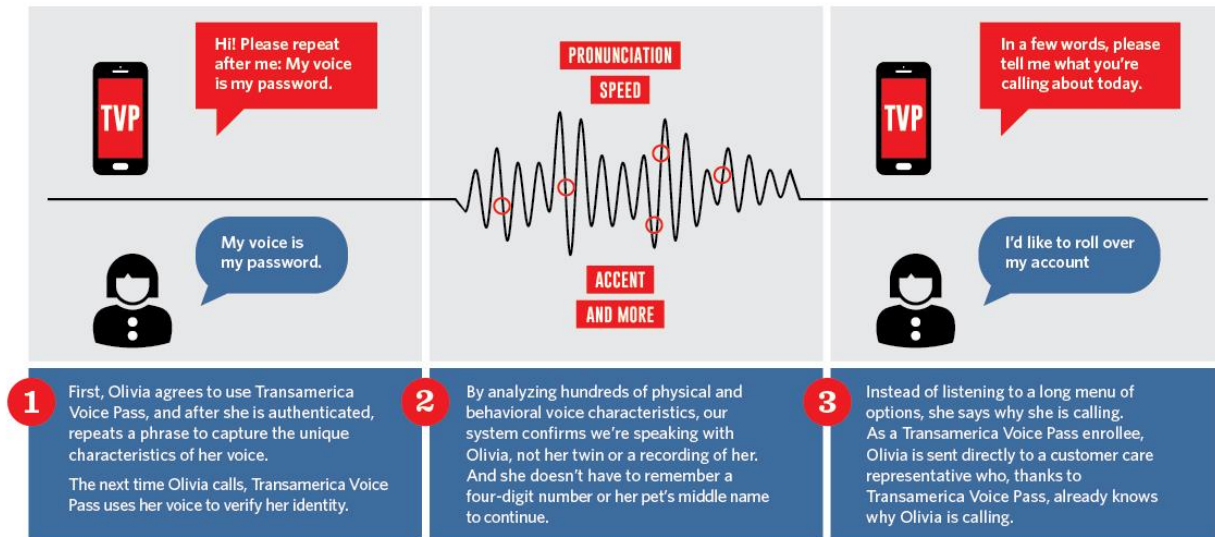 TVP
Hi! Please repeat
after me: My voice
is my password.
My voice is
my password.
PRONUNCIATION
SPEED
ACCENT
AND MORE
TVP
In a few words, please
tell me what you're
calling about today.
I'd like to roll over
my account
1
First, Olivia agrees to use Transamerica
Voice Pass, and after she is authenticated,
repeats a phrase to capture the unique
characteristics of her voice.
The next time Olivia calls, Transamerica Voice
Pass uses her voice to verify her identity.
2
By analyzing hundreds of physical and
behavioral voice characteristics, our
system confirms we're speaking with
Olivia, not her twin or a recording of her.
And she doesn't have to remember a
four-digit number or her pet's middle name
to continue.
3
Instead of listening to a long menu of
options, she says why she is calling.
As a Transamerica Voice Pass enrollee,
Olivia is sent directly to a customer care
representative who, thanks to
Transamerica Voice Pass, already knows
why Olivia is calling.